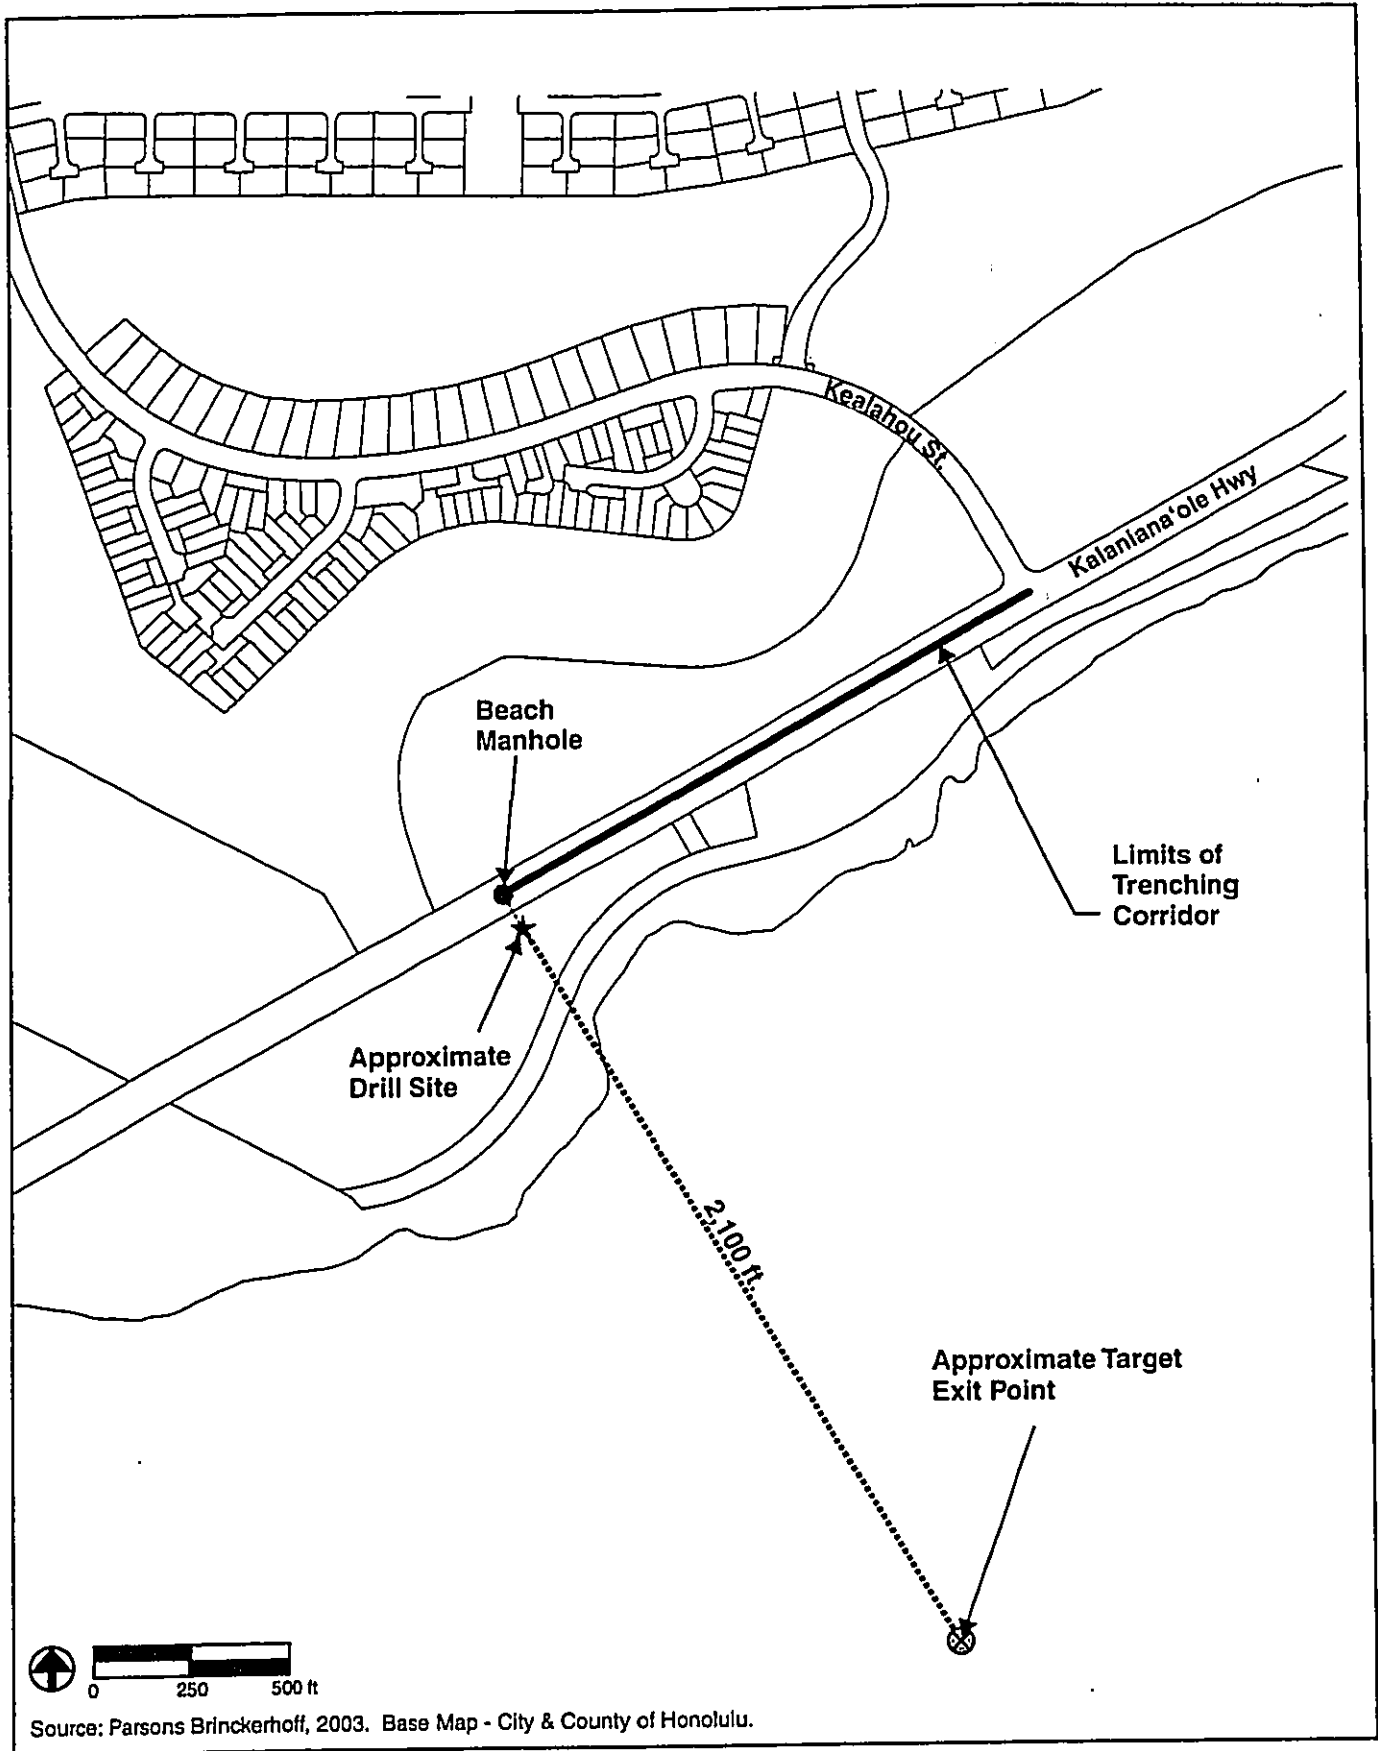 Kealahou St.
Kalaniana‘ole Hwy
Beach
Manhole
Limits of
Trenching
Corridor
Approximate
Drill Site
2,100 ft.
Approximate Target
Exit Point
0 250 500 ft
Source: Parsons Brinckerhoff, 2003. Base Map - City & County of Honolulu.